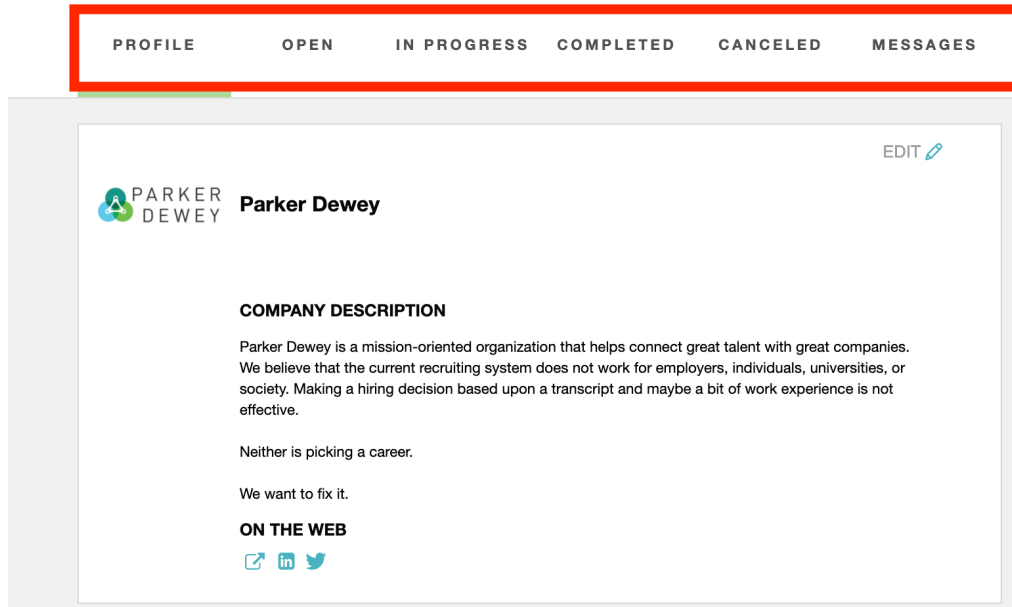 PROFILE OPEN IN PROGRESS COMPLETED CANCELED MESSAGES
EDIT
PARKER
DEWEY
Parker Dewey
COMPANY DESCRIPTION
Parker Dewey is a mission-oriented organization that helps connect great talent with great companies.
We believe that the current recruiting system does not work for employers, individuals, universities, or
society. Making a hiring decision based upon a transcript and maybe a bit of work experience is not
effective.
Neither is picking a career.
We want to fix it.
ON THE WEB
in